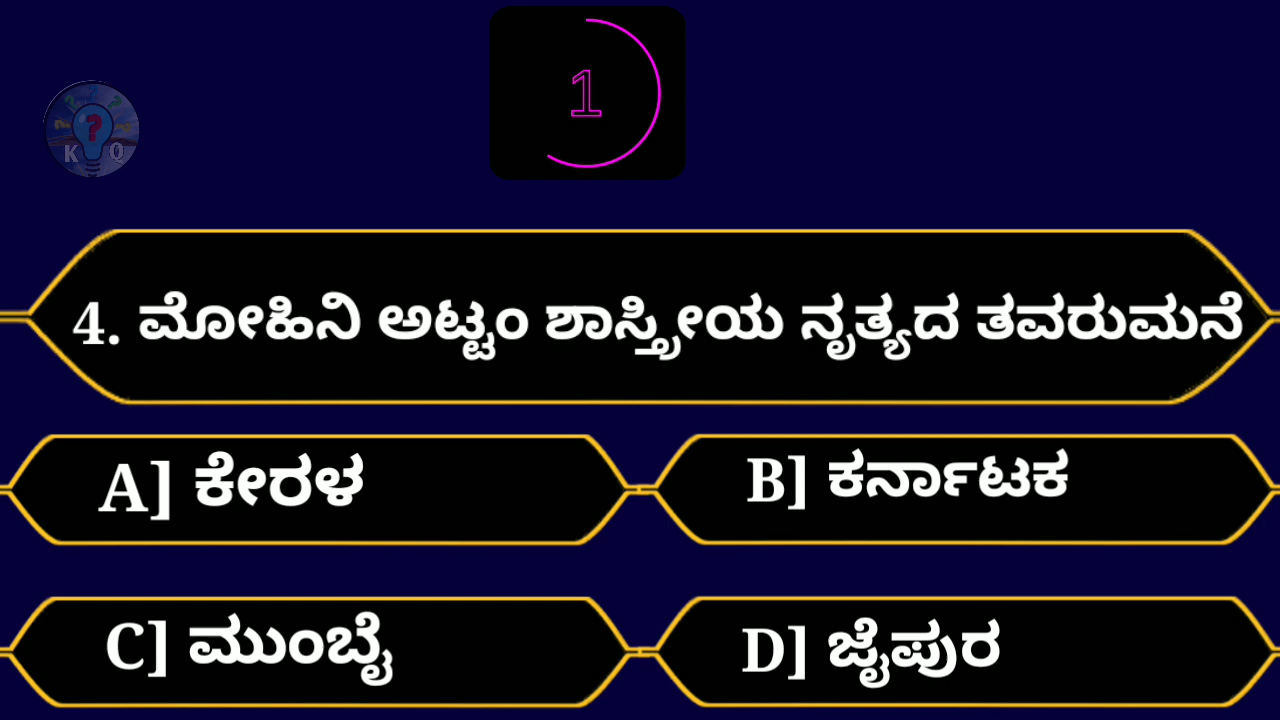 1
K Q
4. ಮೋಹಿನಿ ಅಟ್ಟಂ ಶಾಸ್ತ್ರೀಯ ನೃತ್ಯದ ತವರುಮನೆ
A] ಕೇರಳ
B] ಕರ್ನಾಟಕ
C] ಮುಂಬೈ
D] ಜೈಪುರ